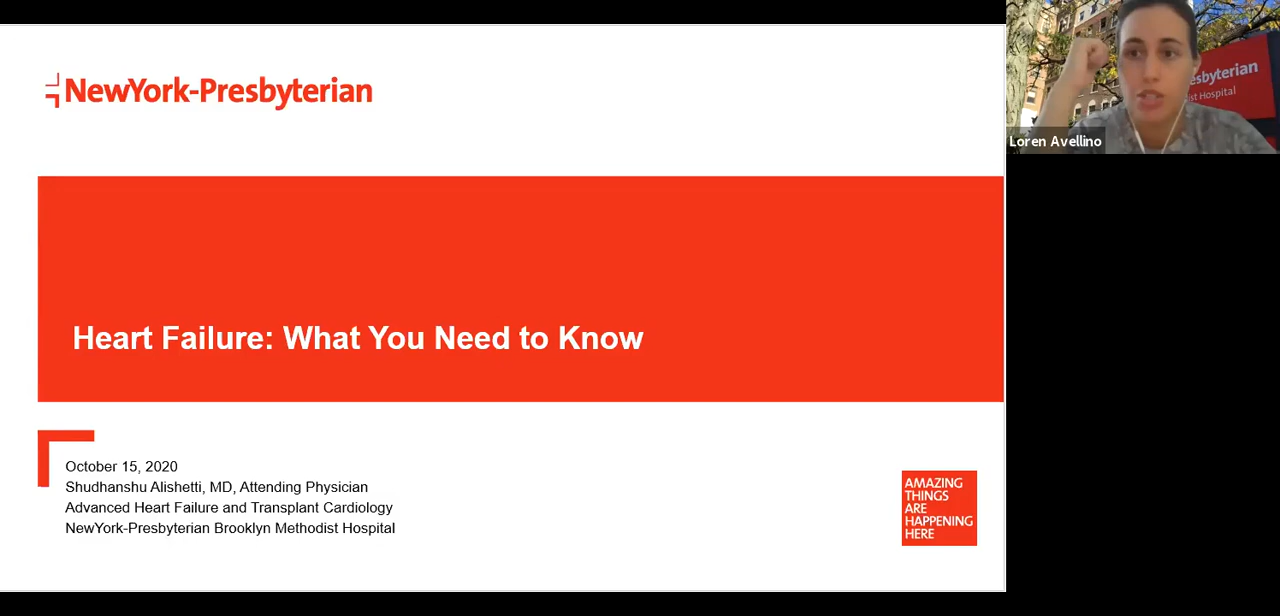 NewYork-Presbyterian
Heart Failure: What You Need to Know
October 15, 2020
Shudhanshu Alishetti, MD, Attending Physician
Advanced Heart Failure and Transplant Cardiology
NewYork-Presbyterian Brooklyn Methodist Hospital
AMAZING
THINGS
ARE
HAPPENING
HERE
esbyterian
ist Hospital
Loren Avellino